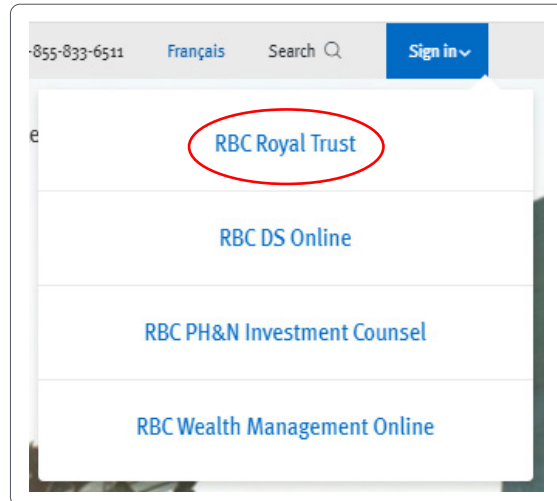 -855-833-6511 Français Search Sign in
e
RBC Royal Trust
RBC DS Online
RBC PH&N Investment Counsel
RBC Wealth Management Online